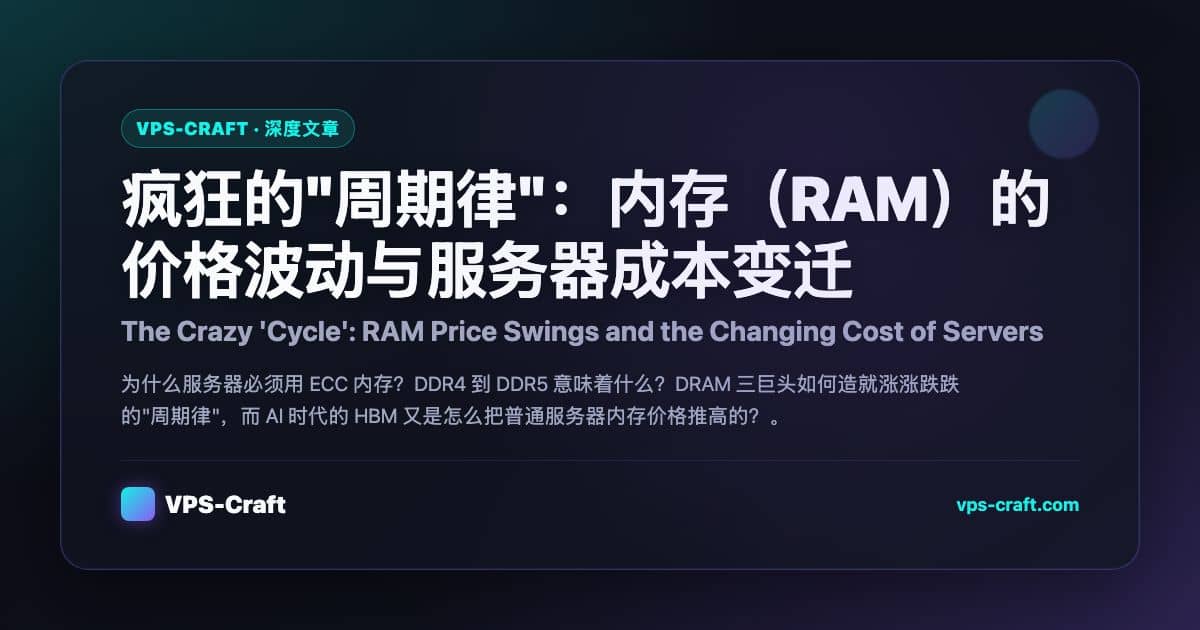 VPS-CRAFT · 深度文章
疯狂的"周期律"：内存（RAM）的
价格波动与服务器成本变迁
The Crazy 'Cycle': RAM Price Swings and the Changing Cost of Servers
为什么服务器必须用 ECC 内存？DDR4 到 DDR5 意味着什么？DRAM 三巨头如何造就涨涨跌跌
的"周期律"，而 AI 时代的 HBM 又是怎么把普通服务器内存价格推高的？。
VPS-Craft
vps-craft.com